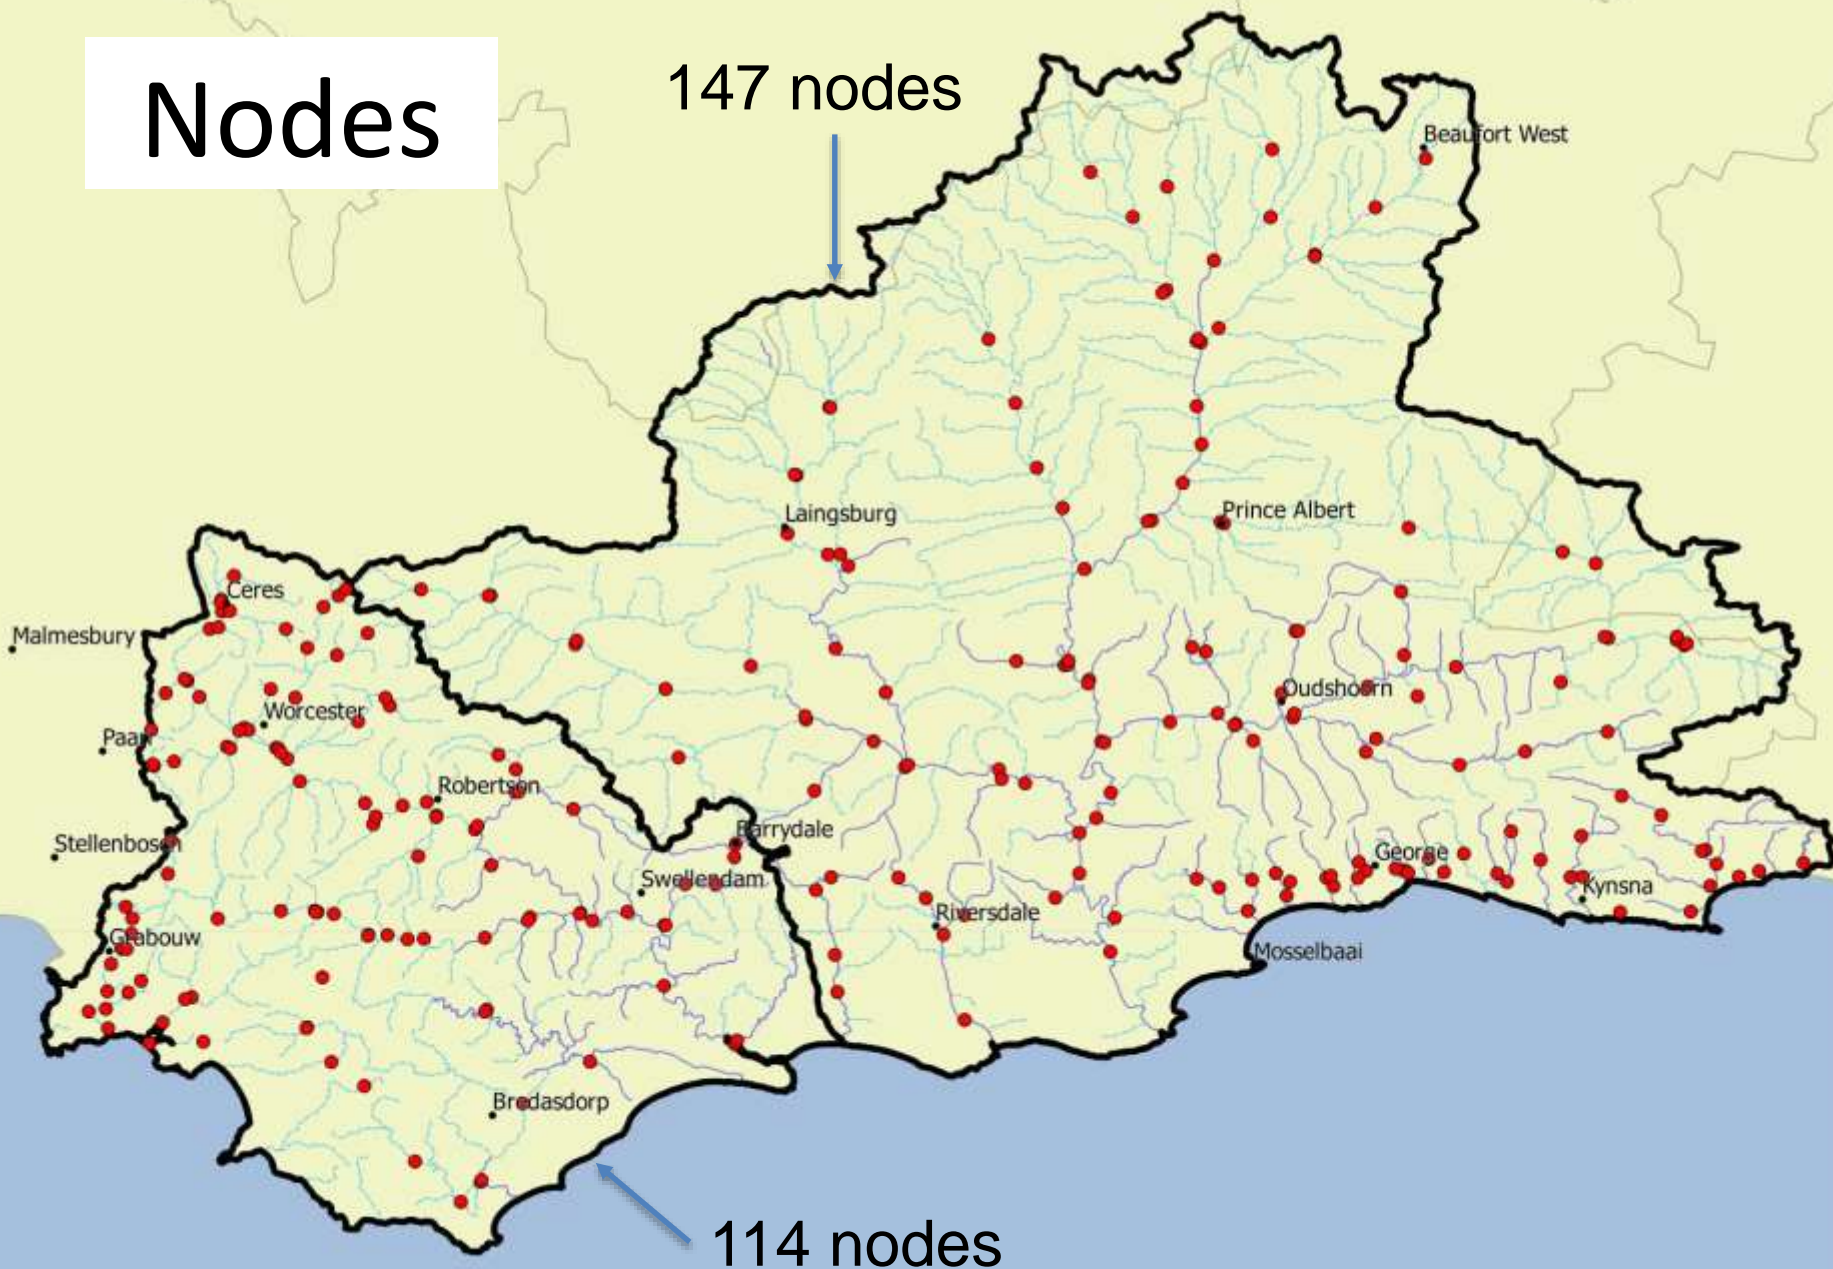 Nodes
147 nodes
Beaufort West
Laingsburg
Prince Albert
Ceres
Malmesbury
Oudshoorn
Worcester
Paarl
Robertson
Stellenbosch
Barrydale
George
Swellendam
Kynsna
Riversdale
Grabouw
Mosselbaai
Bredasdorp
114 nodes